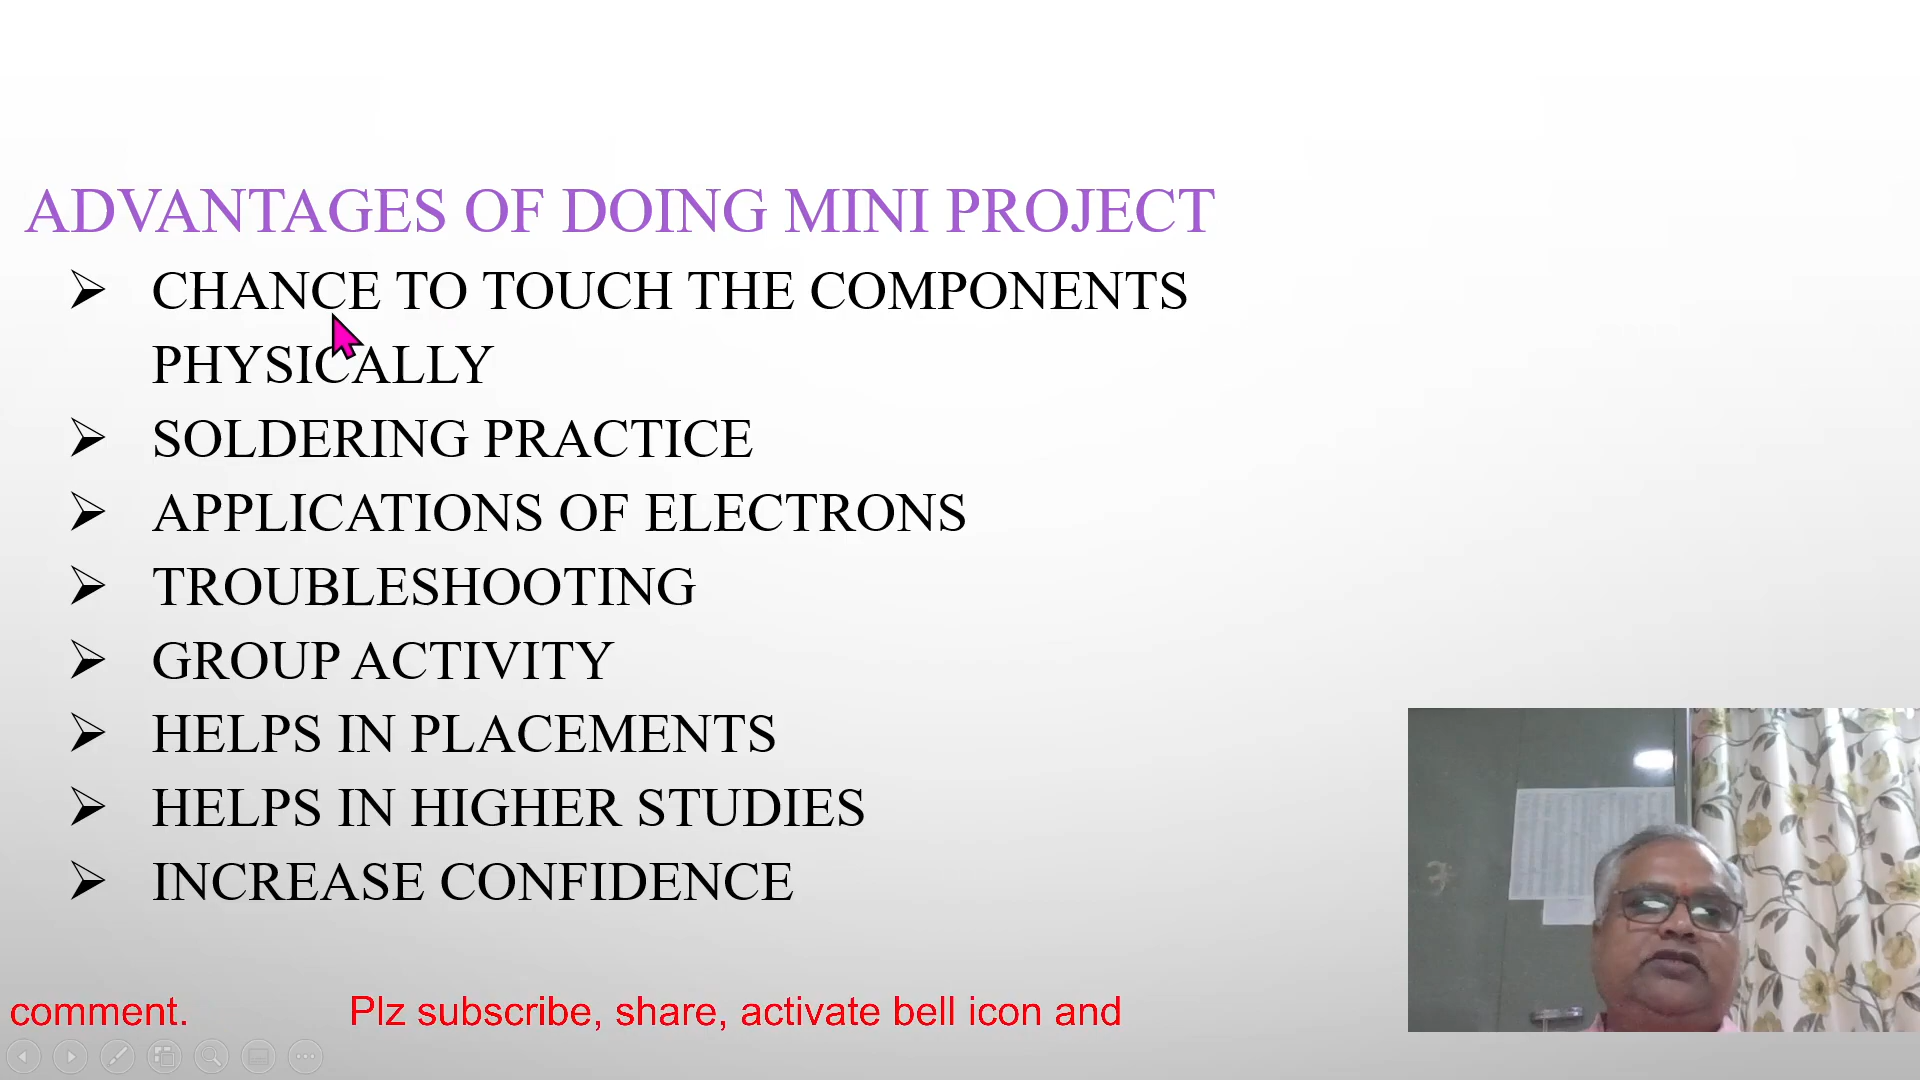 ADVANTAGES OF DOING MINI PROJECT
➢ CHANCE TO TOUCH THE COMPONENTS
PHYSICALLY
➢ SOLDERING PRACTICE
➢ APPLICATIONS OF ELECTRONS
➢ TROUBLESHOOTING
➢ GROUP ACTIVITY
➢ HELPS IN PLACEMENTS
➢ HELPS IN HIGHER STUDIES
➢ INCREASE CONFIDENCE
comment. Plz subscribe, share, activate bell icon and